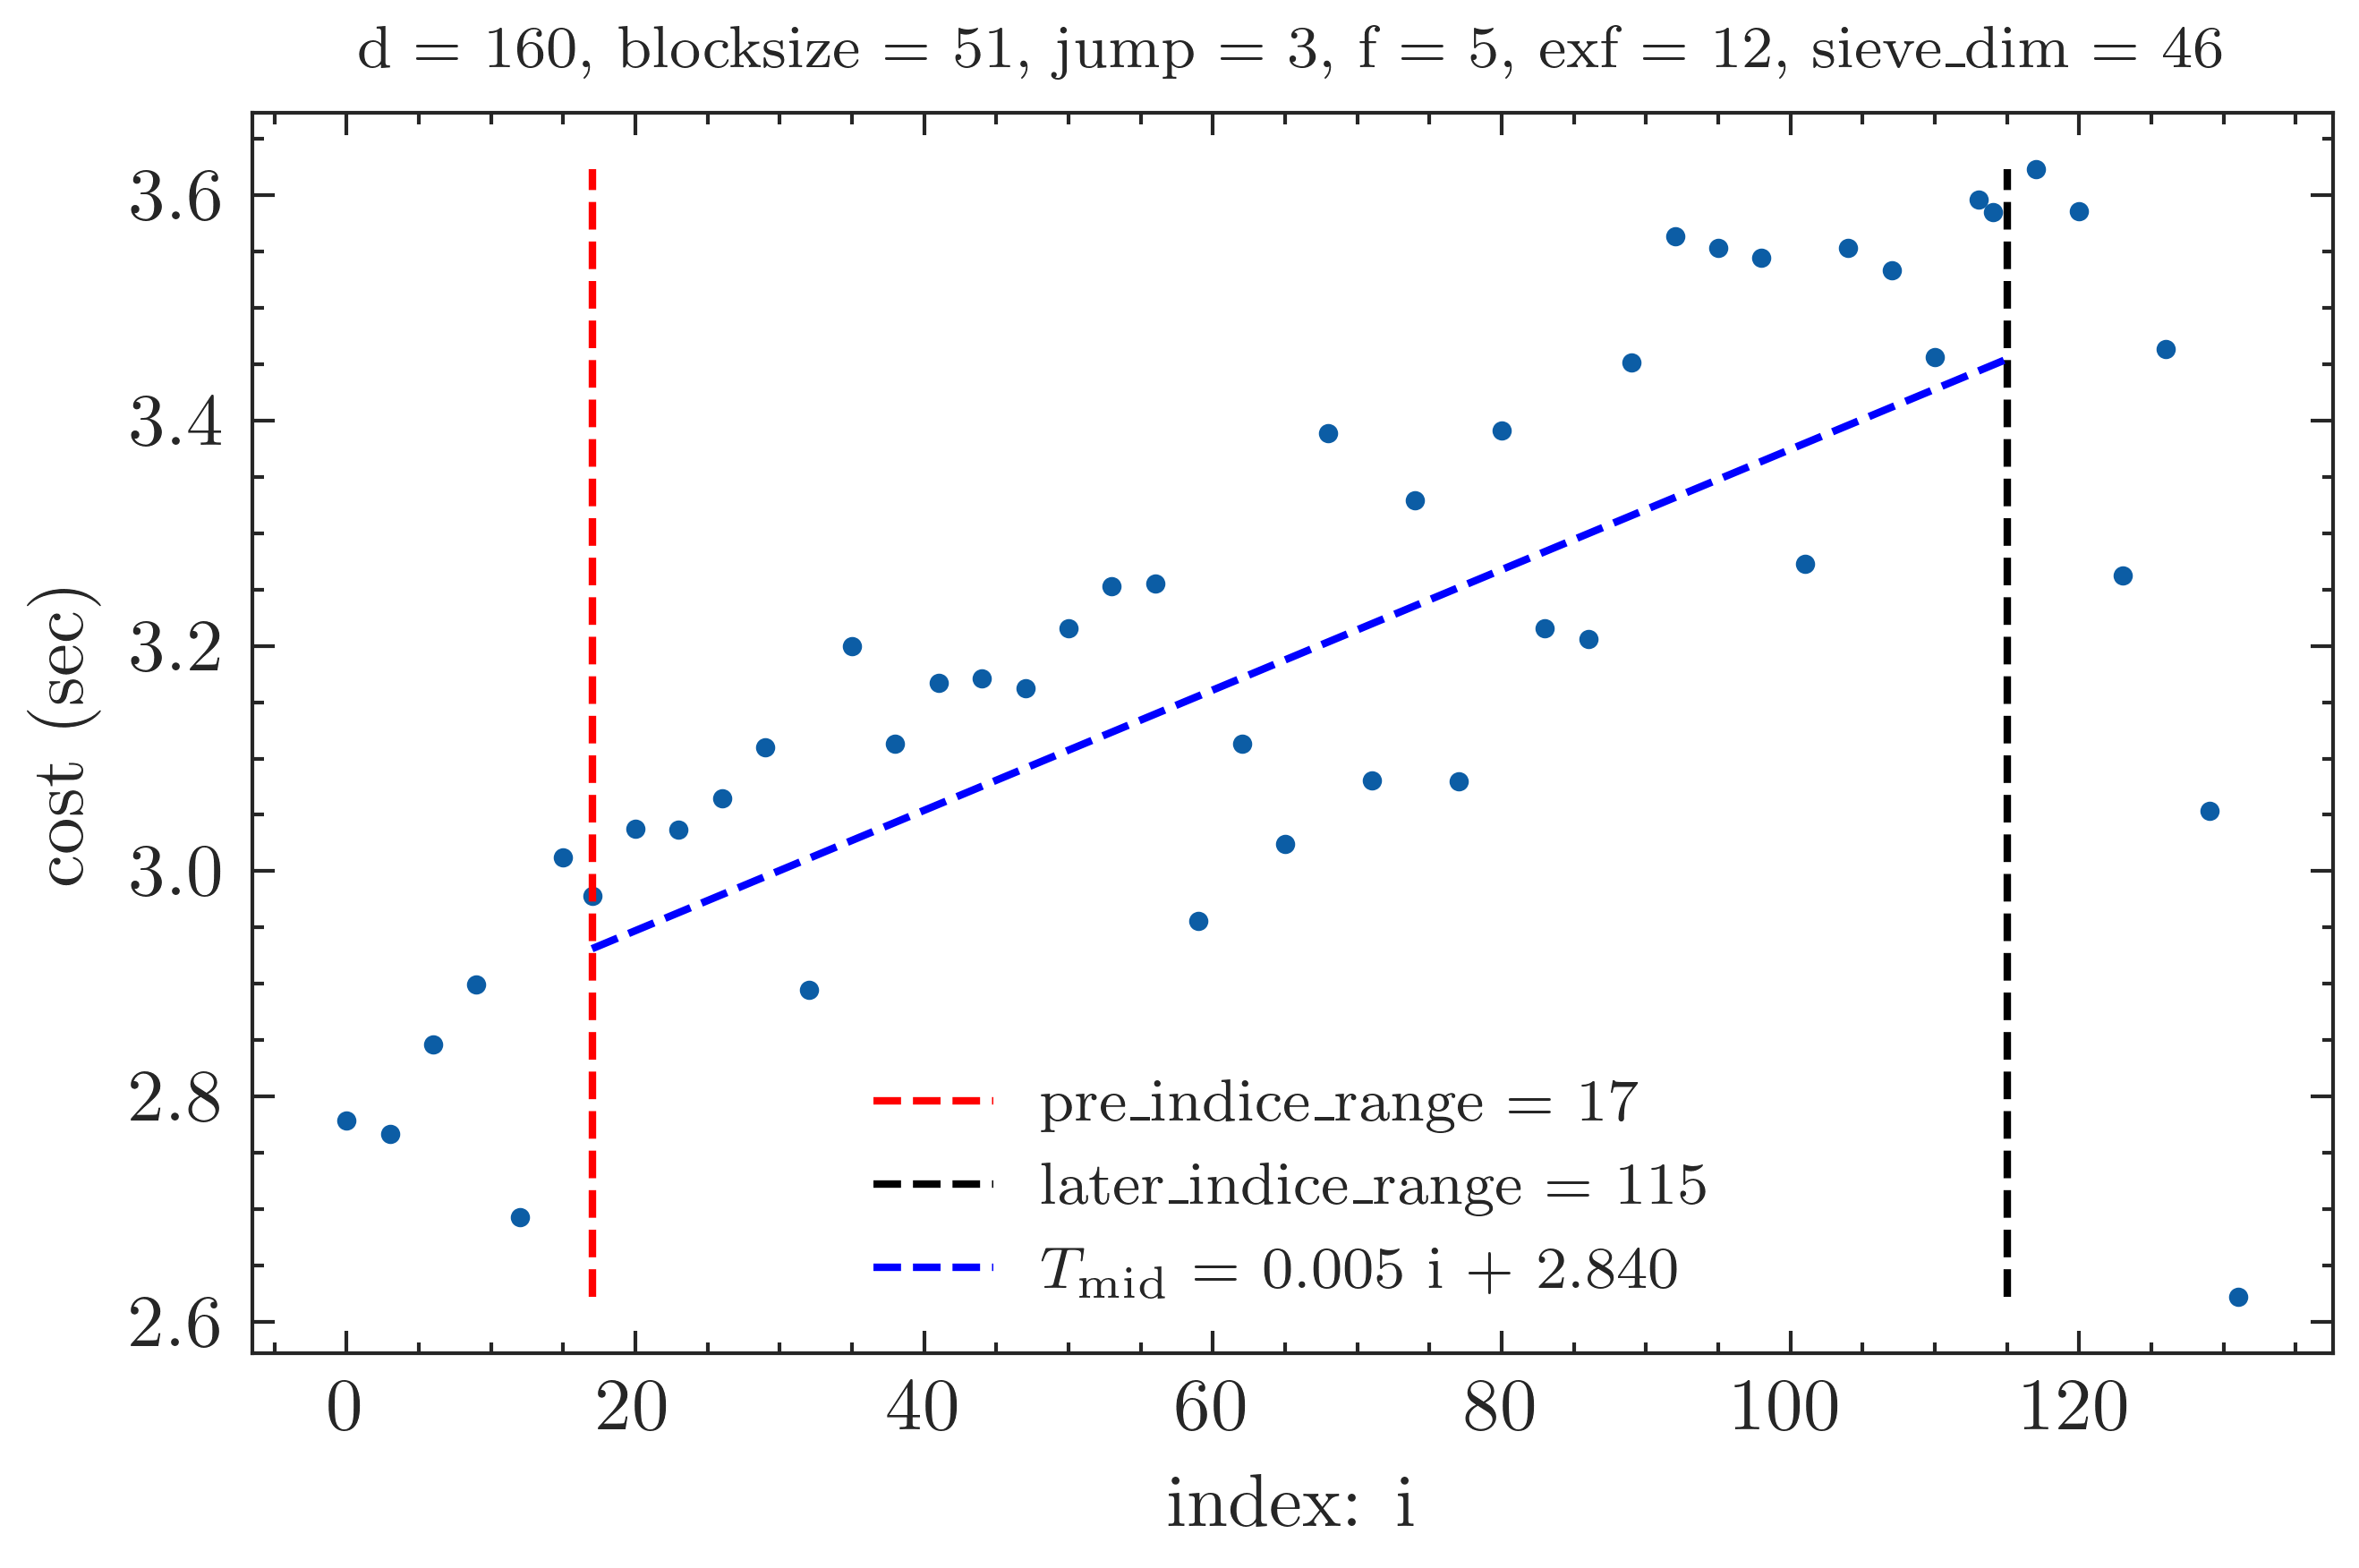 d = 160, blocksize = 51, jump = 3, f = 5, exf = 12, sieve_dim = 46
3.6
3.4
3.2
3.0
2.8
2.6
cost (sec)
pre_indice_range = 17
later_indice_range = 115
T_mid = 0.005 i + 2.840
0 20 40 60 80 100 120
index: i